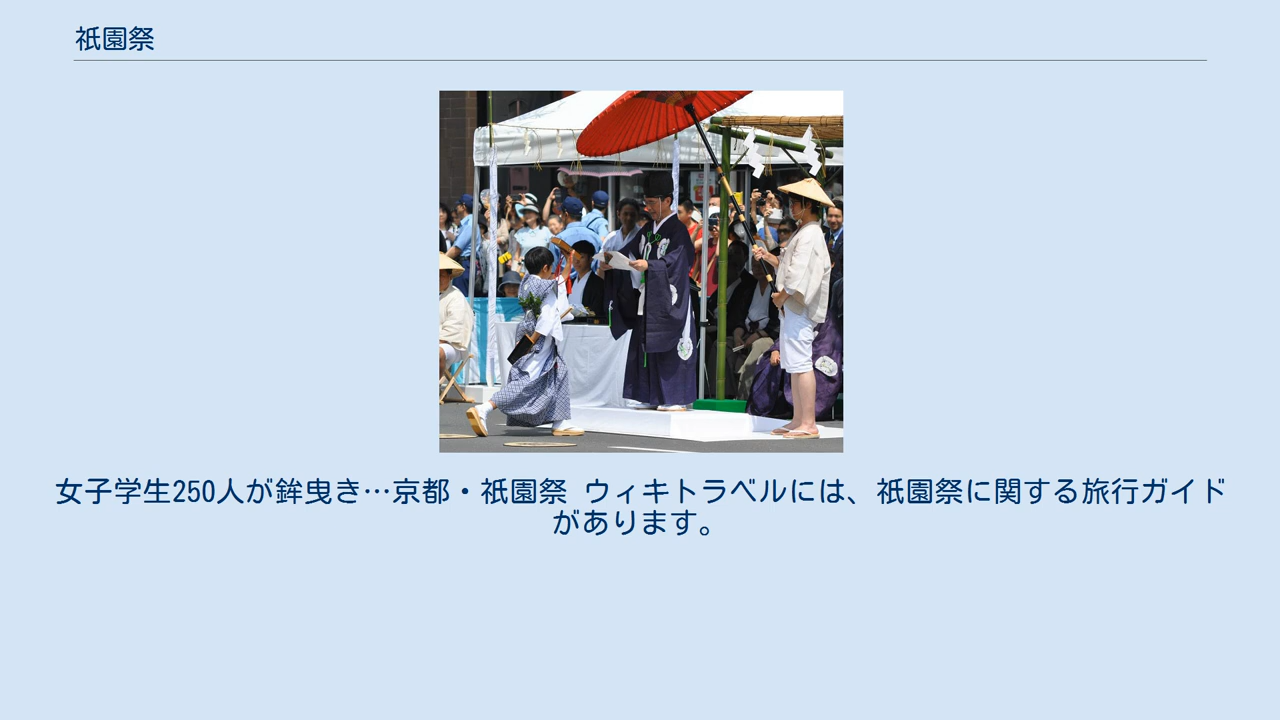 祇園祭
女子学生250人が鉾曳き…京都・祇園祭 ウィキトラベルには、祇園祭に関する旅行ガイド
があります。